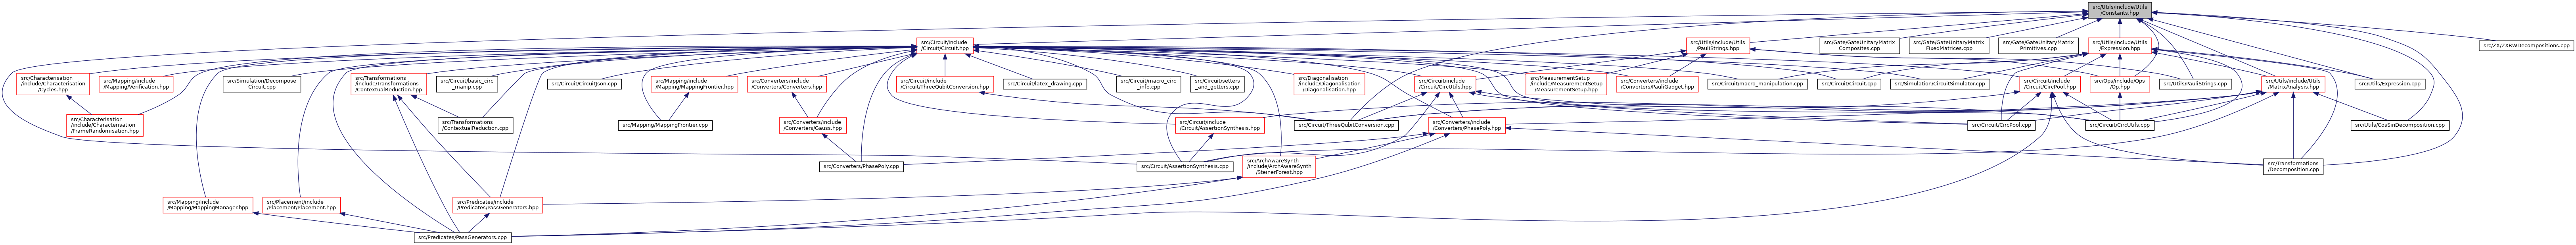 src/Utils/include/Utils
/Constants.hpp
src/Circuit/include
/Circuit/Circuit.hpp
src/Utils/include/Utils
/PauliStrings.hpp
src/Gate/GateUnitaryMatrix
Composites.cpp
src/Gate/GateUnitaryMatrix
FixedMatrices.cpp
src/Gate/GateUnitaryMatrix
Primitives.cpp
src/Utils/include/Utils
/Expression.hpp
src/ZX/ZXRWDecompositions.cpp
src/Characterisation
/include/Characterisation
/Cycles.hpp
src/Mapping/include
/Mapping/Verification.hpp
src/Simulation/Decompose
Circuit.cpp
src/Transformations
/include/Transformations
/ContextualReduction.hpp
src/Circuit/basic_circ
_manip.cpp
src/Circuit/CircuitJson.cpp
src/Mapping/include
/Mapping/MappingFrontier.hpp
src/Converters/include
/Converters/Converters.hpp
src/Circuit/include
/Circuit/ThreeQubitConversion.hpp
src/Circuit/latex_drawing.cpp
src/Circuit/macro_circ
_info.cpp
src/Circuit/setters
_and_getters.cpp
src/Diagonalisation
/include/Diagonalisation
/Diagonalisation.hpp
src/Circuit/include
/Circuit/CircUtils.hpp
src/MeasurementSetup
/include/MeasurementSetup
/MeasurementSetup.hpp
src/Converters/include
/Converters/PauliGadget.hpp
src/Circuit/macro_manipulation.cpp
src/Circuit/Circuit.cpp
src/Simulation/CircuitSimulator.cpp
src/Circuit/include
/Circuit/CircPool.hpp
src/Ops/include/Ops
/Op.hpp
src/Utils/PauliStrings.cpp
src/Utils/include/Utils
/MatrixAnalysis.hpp
src/Utils/Expression.cpp
src/Characterisation
/include/Characterisation
/FrameRandomisation.hpp
src/Transformations
/ContextualReduction.cpp
src/Mapping/MappingFrontier.cpp
src/Converters/include
/Converters/Gauss.hpp
src/Circuit/include
/Circuit/AssertionSynthesis.hpp
src/Circuit/ThreeQubitConversion.cpp
src/Converters/include
/Converters/PhasePoly.hpp
src/Circuit/CircPool.cpp
src/Circuit/CircUtils.cpp
src/Utils/CosSinDecomposition.cpp
src/Converters/PhasePoly.cpp
src/Circuit/AssertionSynthesis.cpp
src/ArchAwareSynth
/include/ArchAwareSynth
/SteinerForest.hpp
src/Transformations
/Decomposition.cpp
src/Mapping/include
/Mapping/MappingManager.hpp
src/Placement/include
/Placement/Placement.hpp
src/Predicates/include
/Predicates/PassGenerators.hpp
src/Predicates/PassGenerators.cpp